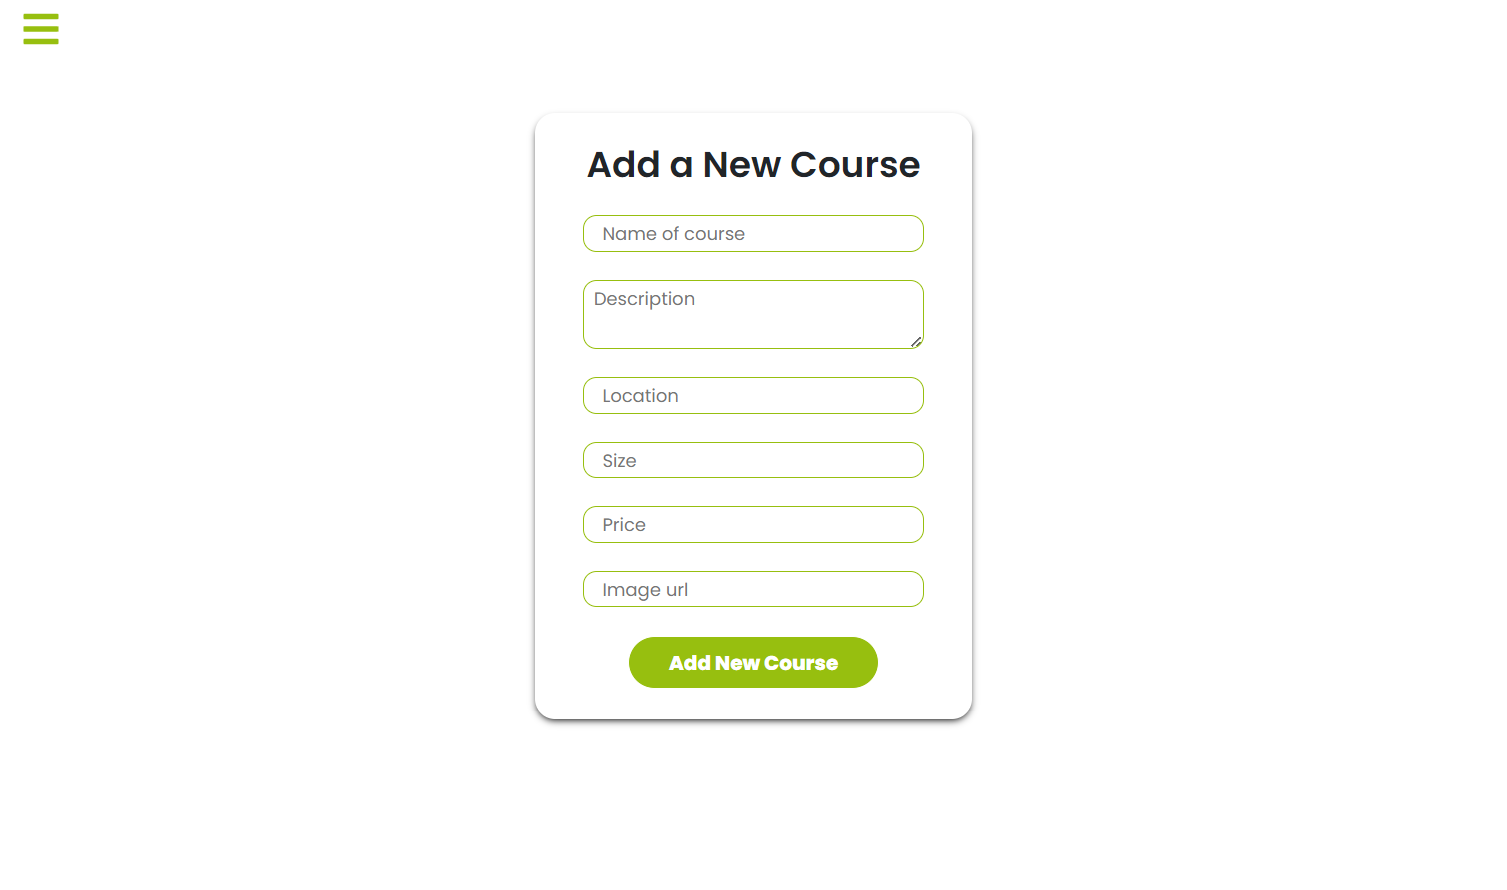 Add a New Course
Name of course
Description
Location
Size
Price
Image url
Add New Course